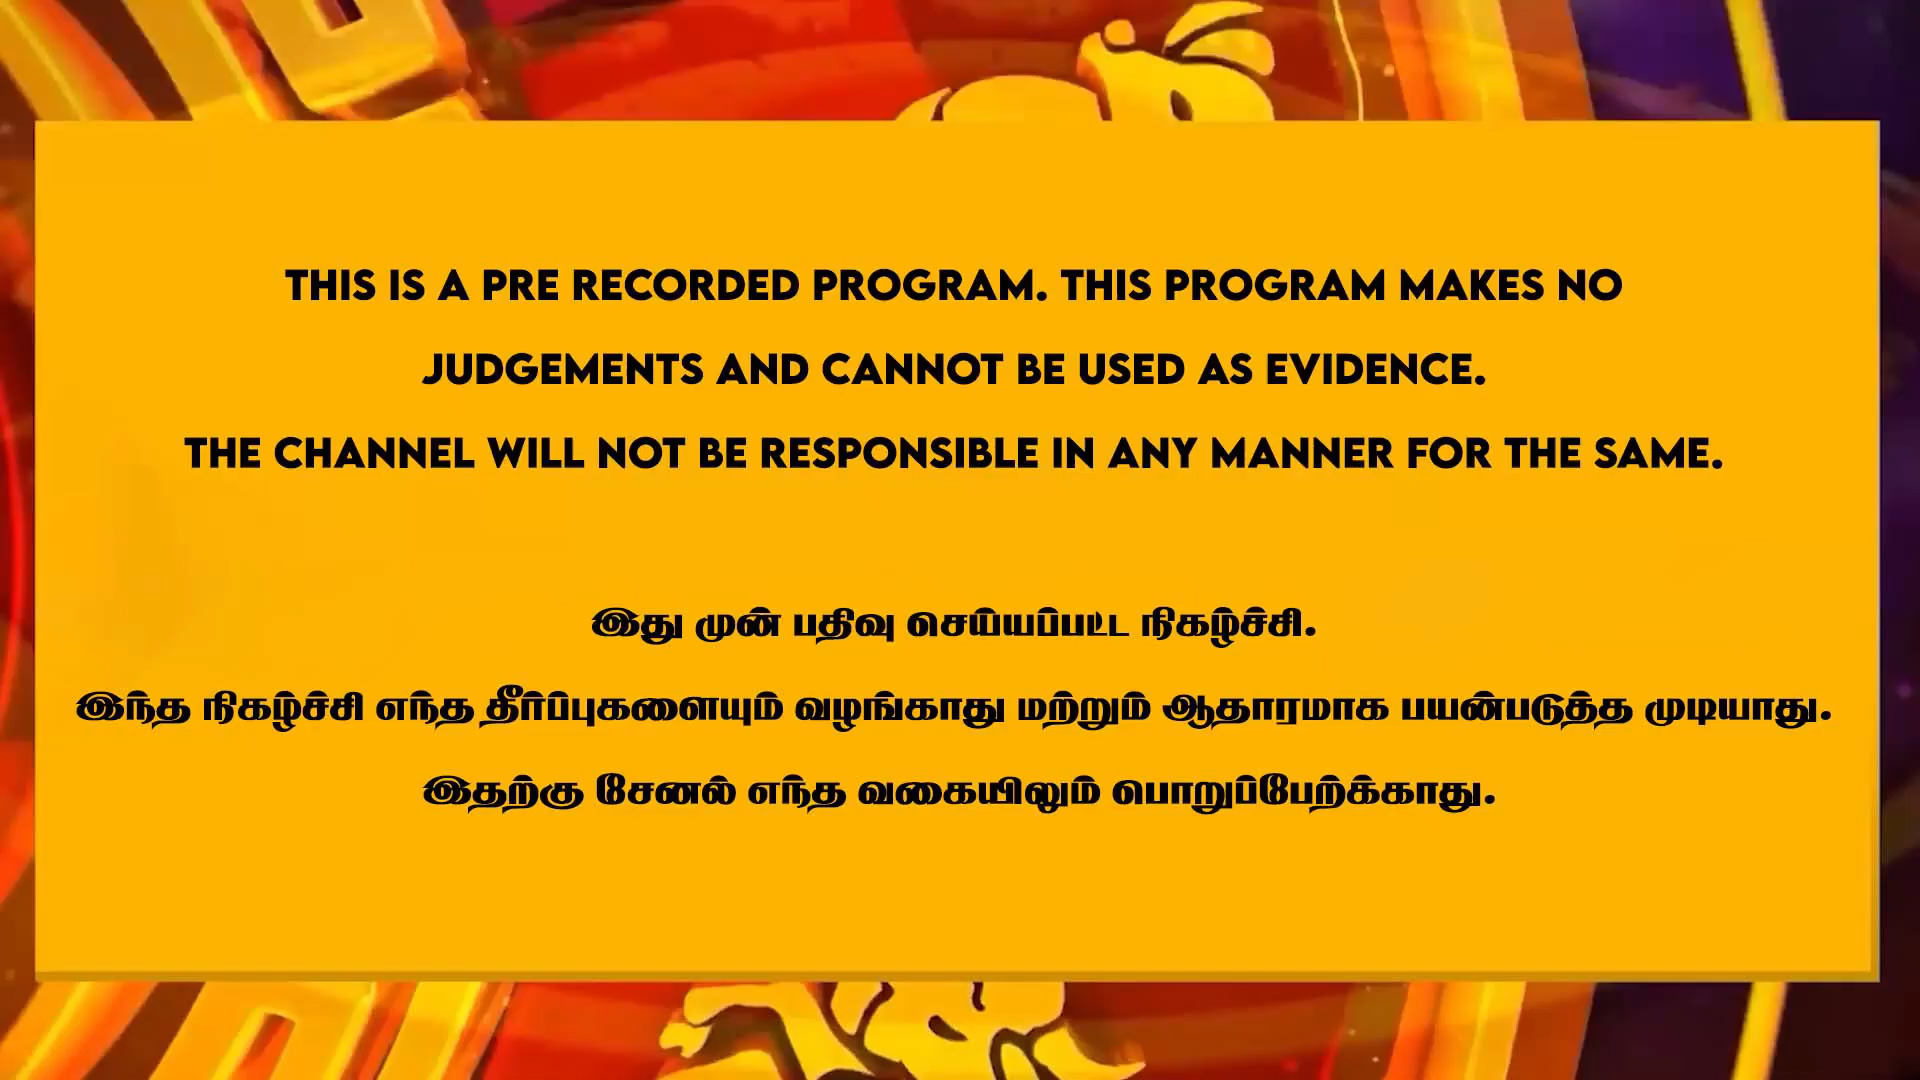 THIS IS A PRE RECORDED PROGRAM. THIS PROGRAM MAKES NO
JUDGEMENTS AND CANNOT BE USED AS EVIDENCE.
THE CHANNEL WILL NOT BE RESPONSIBLE IN ANY MANNER FOR THE SAME.
இது முன் பதிவு செய்யப்பட்ட நிகழ்ச்சி.
இந்த நிகழ்ச்சி எந்த தீர்ப்புகளையும் வழங்காது மற்றும் ஆதாரமாக பயன்படுத்த முடியாது.
இதற்கு சேனல் எந்த வகையிலும் பொறுப்பேற்க்காது.